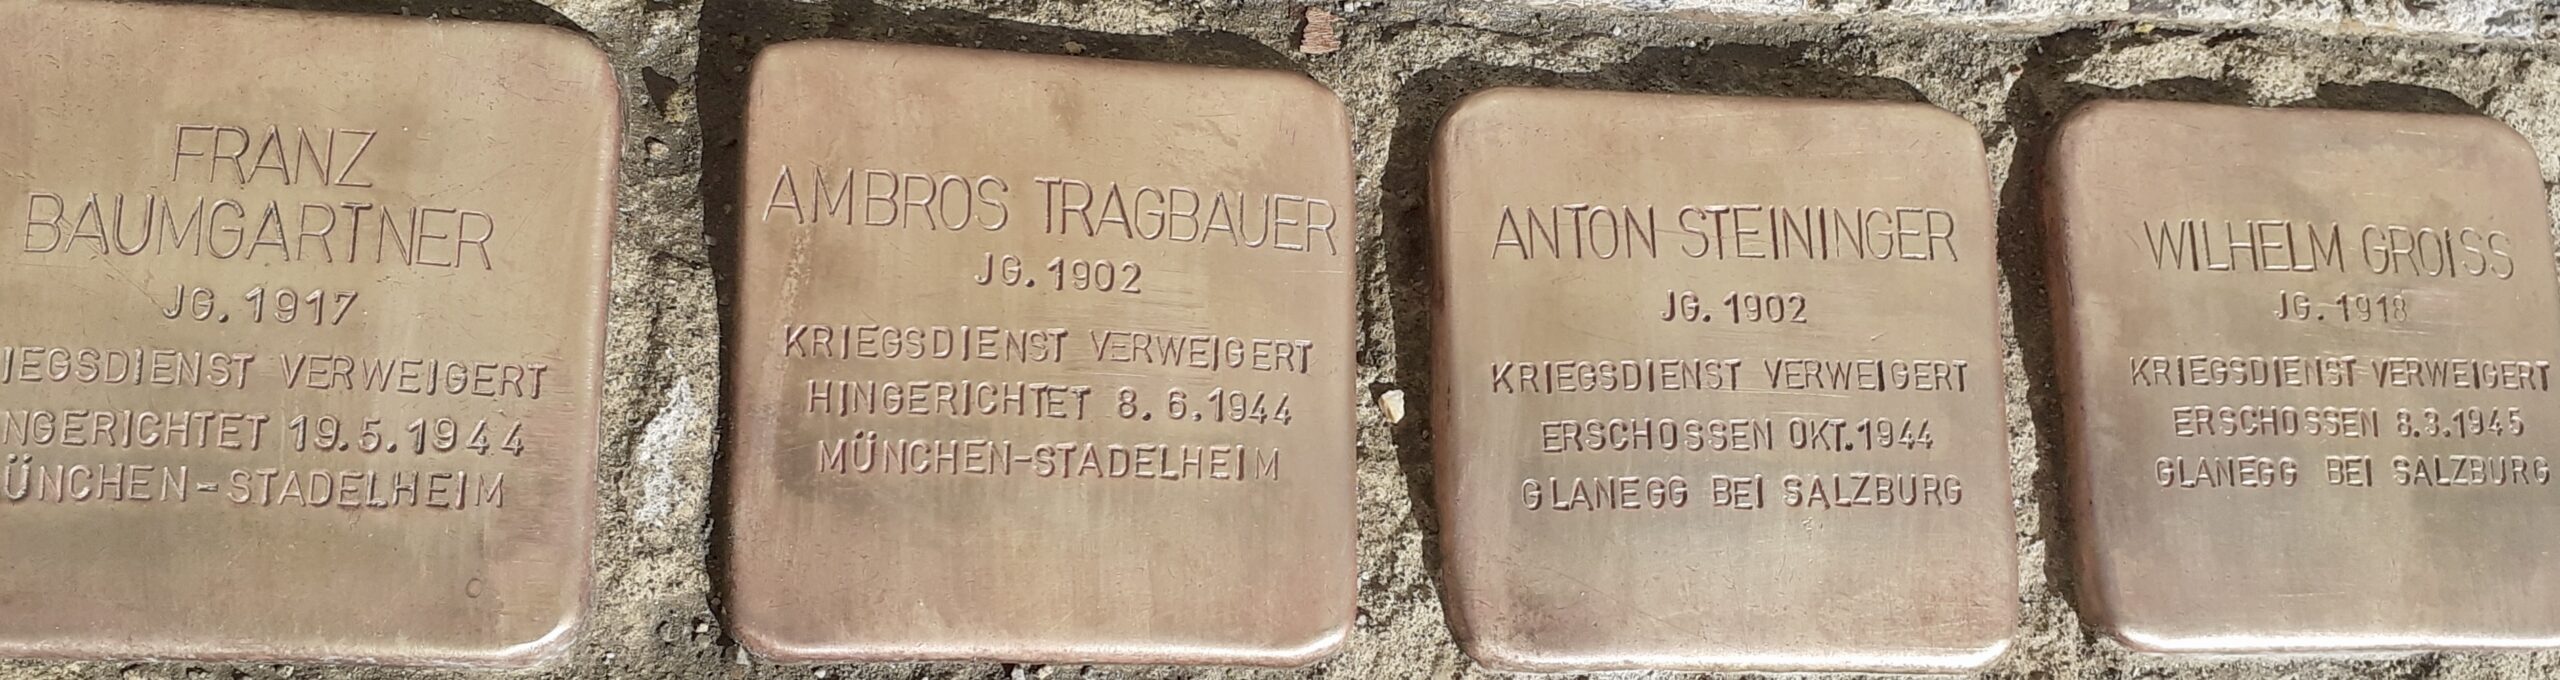 FRANZ
BAUMGARTNER
JG. 1917
IEGSDIENST VERWEIGERT
NGERICHTET 19.5.1944
ÜNCHEN-STADELHEIM
AMBROS TRAGBAUER
JG. 1902
KRIEGSDIENST VERWEIGERT
HINGERICHTET 8.6.1944
MÜNCHEN-STADELHEIM
ANTON STEININGER
JG. 1902
KRIEGSDIENST VERWEIGERT
ERSCHOSSEN OKT. 1944
GLANEGG BEI SALZBURG
WILHELM GROISS
JG. 1918
KRIEGSDIENST VERWEIGERT
ERSCHOSSEN 8.3.1945
GLANEGG BEI SALZBURG